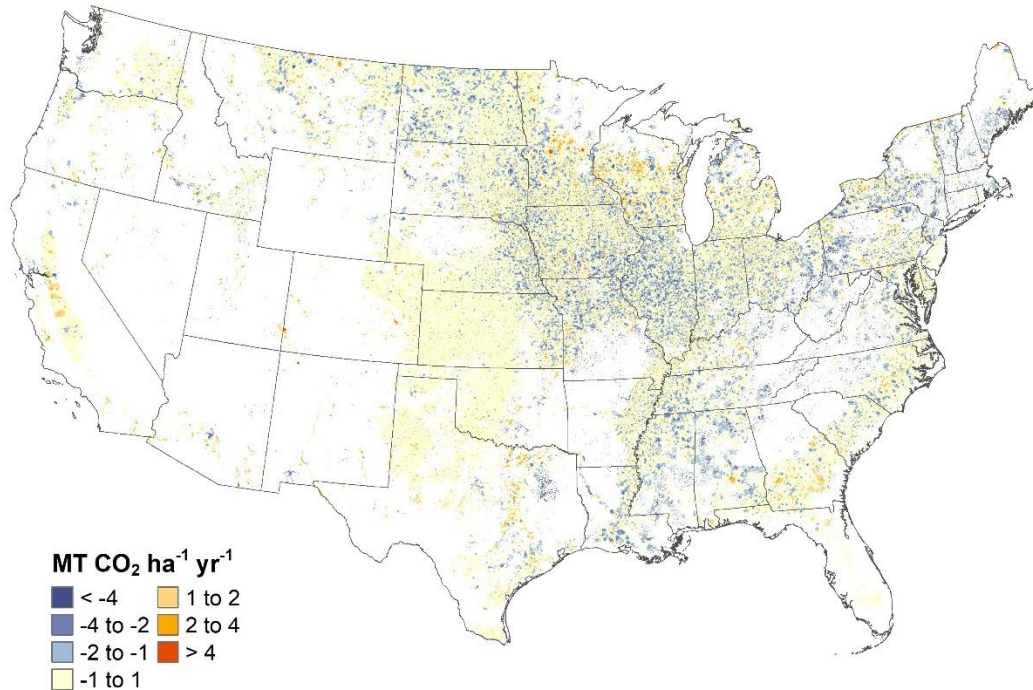 MT CO₂ ha⁻¹ yr⁻¹
< -4
-4 to -2
-2 to -1
-1 to 1
1 to 2
2 to 4
> 4